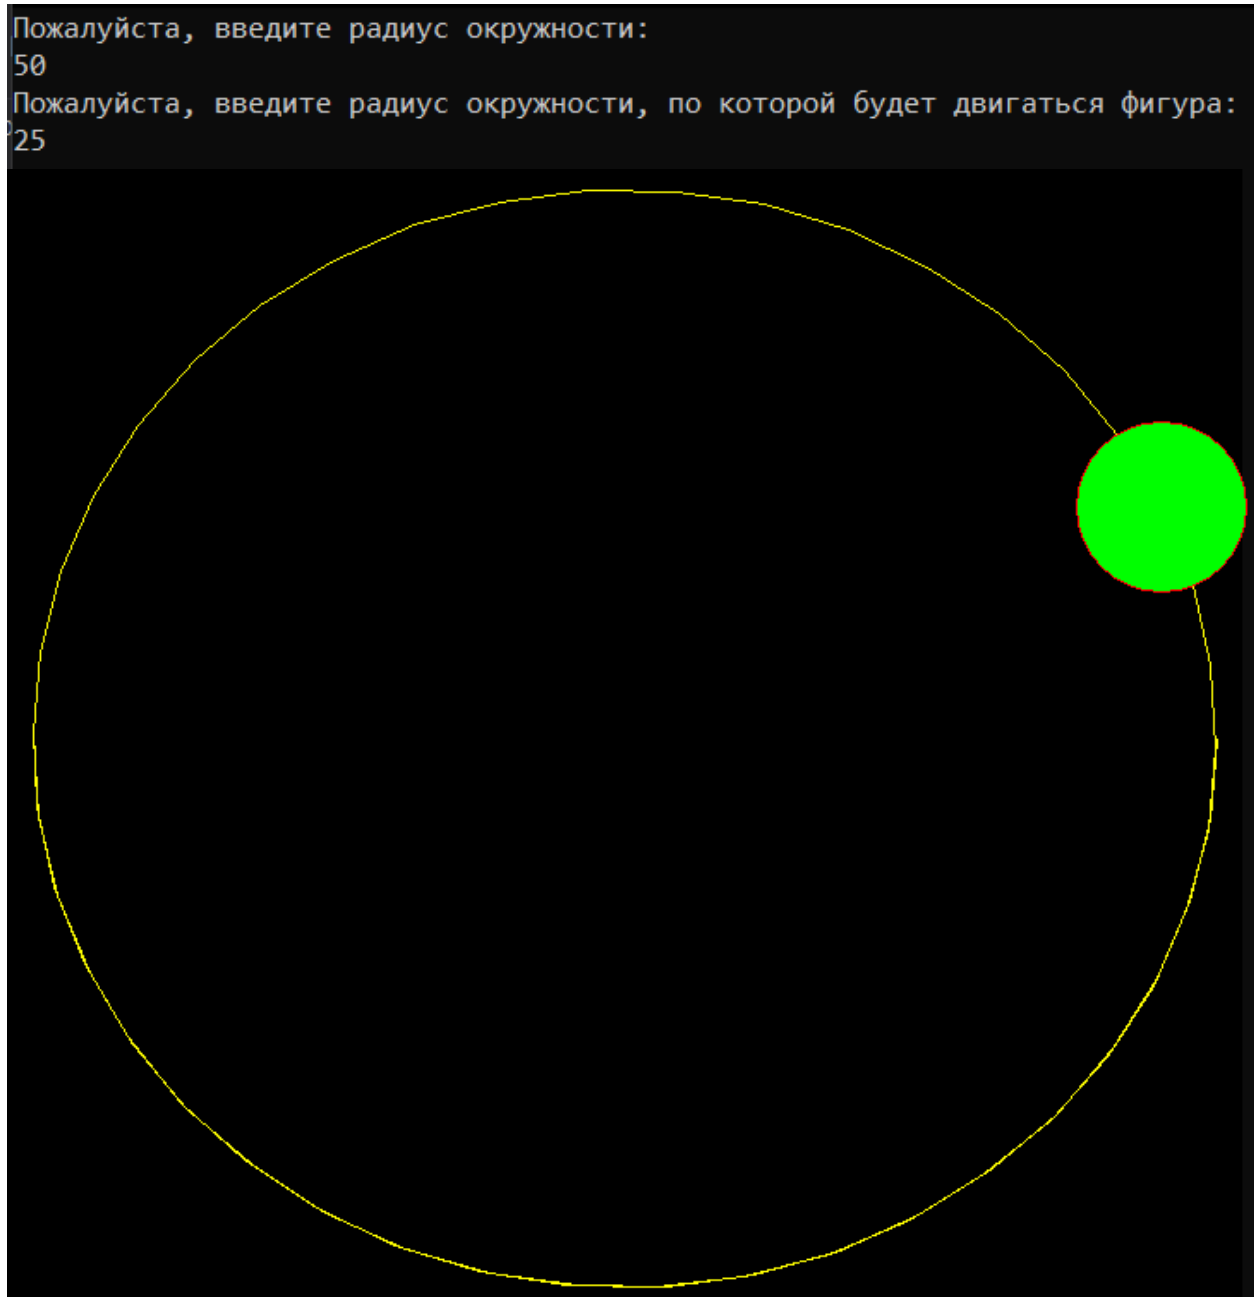 Пожалуйста, введите радиус окружности:
50
Пожалуйста, введите радиус окружности, по которой будет двигаться фигура:
25